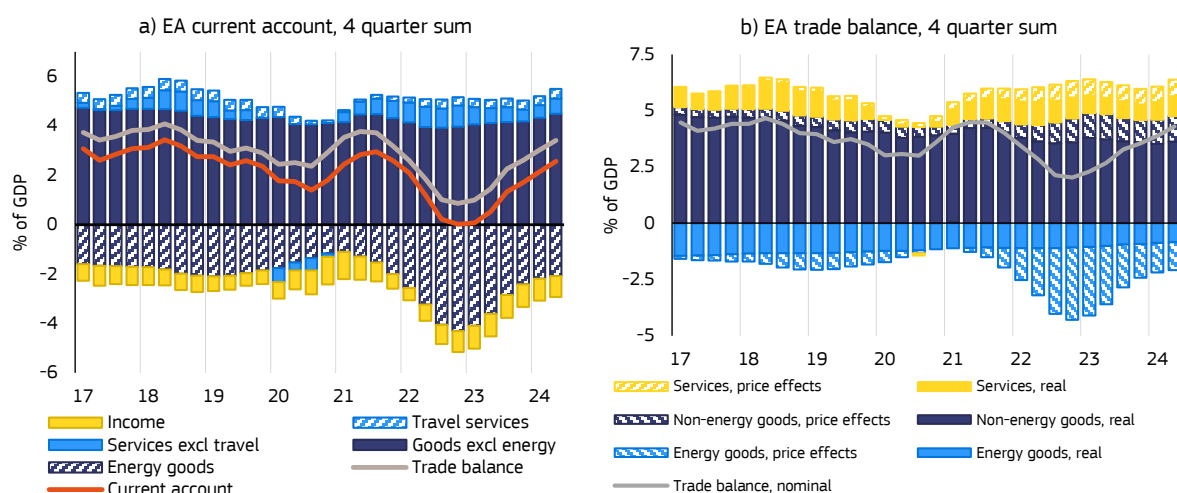 a) EA current account, 4 quarter sum
% of GDP
6
4
2
0
-2
-4
-6
17 18 19 20 21 22 23 24
Income
Travel services
Services excl travel
Goods excl energy
Energy goods
Trade balance
Current account
b) EA trade balance, 4 quarter sum
% of GDP
7.5
5
2.5
0
-2.5
-5
17 18 19 20 21 22 23 24
Services, price effects
Services, real
Non-energy goods, price effects
Non-energy goods, real
Energy goods, price effects
Energy goods, real
Trade balance, nominal